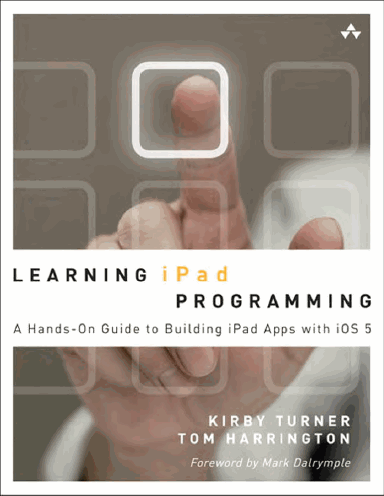 LEARNING iPad
PROGRAMMING
A Hands-On Guide to Building iPad Apps with iOS 5
KIRBY TURNER
TOM HARRINGTON
Foreword by Mark Dalrymple